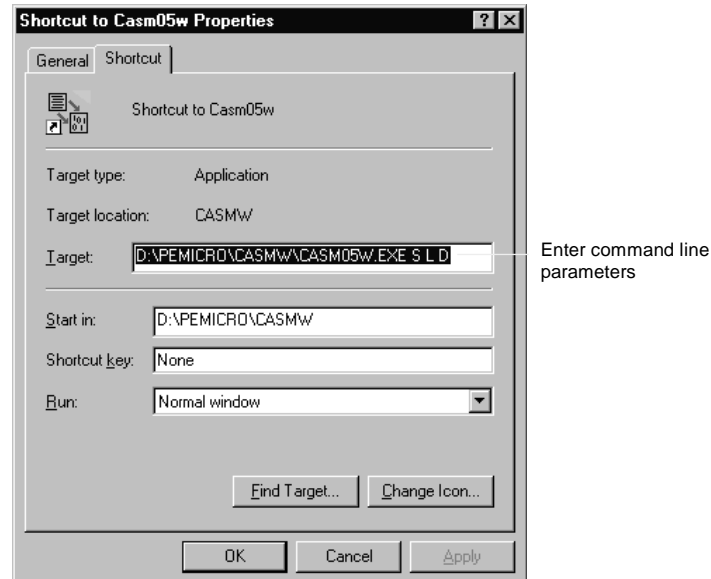 Shortcut to Casm05w Properties
General Shortcut
Shortcut to Casm05w
Target type: Application
Target location: CASMW
Target: D:\PEMICRO\CASMW\CASM05W.EXE S L D
Enter command line
parameters
Start in: D:\PEMICRO\CASMW
Shortcut key: None
Run: Normal window
Find Target... Change Icon...
OK Cancel Apply